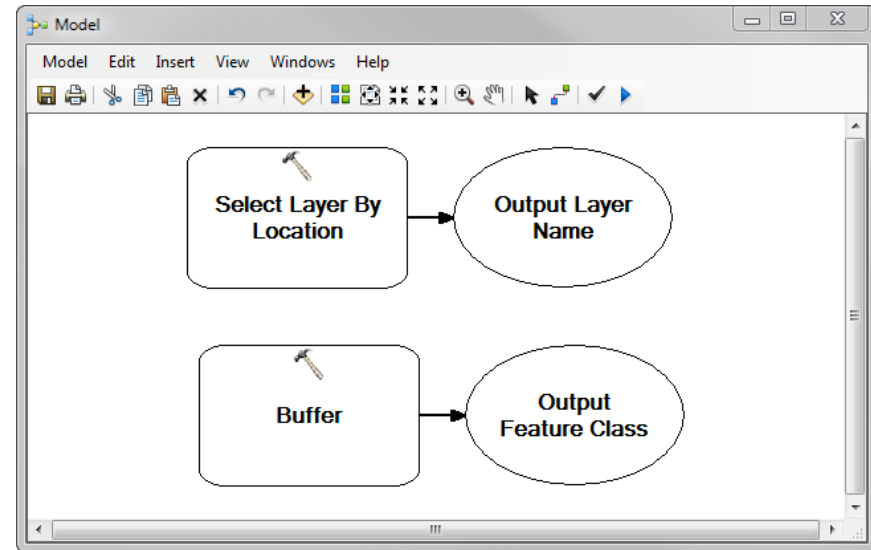 Model
Model Edit Insert View Windows Help
Select Layer By
Location
Output Layer
Name
Buffer
Output
Feature Class